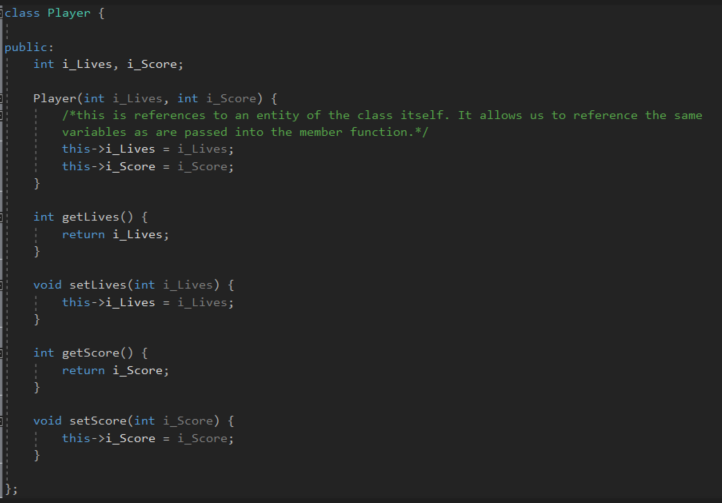 class Player {
public:
int i_Lives, i_Score;
Player(int i_Lives, int i_Score) {
/*this is references to an entity of the class itself. It allows us to reference the same
variables as are passed into the member function.*/
this->i_Lives = i_Lives;
this->i_Score = i_Score;
}
int getLives() {
return i_Lives;
}
void setLives(int i_Lives) {
this->i_Lives = i_Lives;
}
int getScore() {
return i_Score;
}
void setScore(int i_Score) {
this->i_Score = i_Score;
}
};